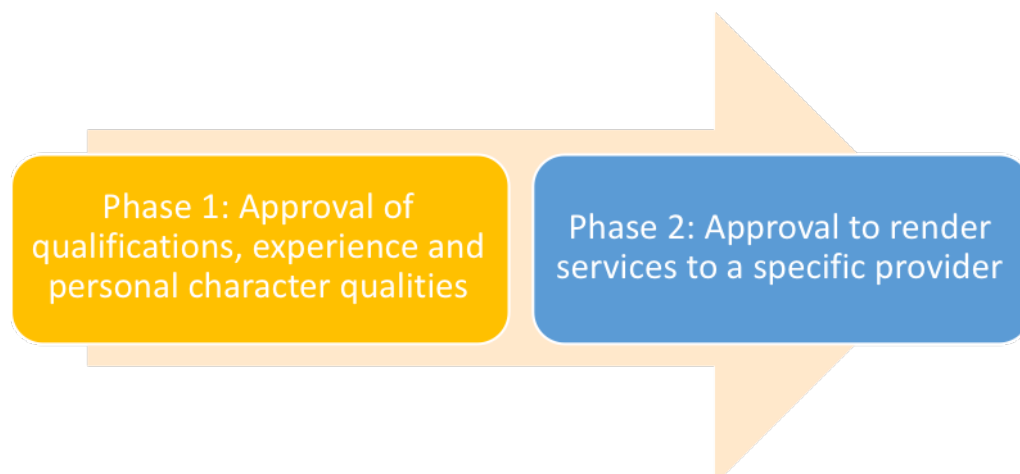 Phase 1: Approval of
qualifications, experience and
personal character qualities
Phase 2: Approval to render
services to a specific provider